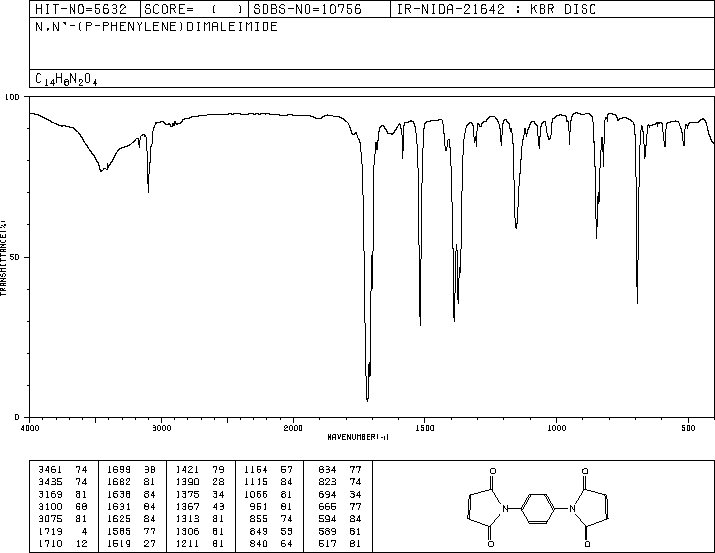 HIT-NO=5632 SCORE= ( ) SDBS-NO=10756 IR-NIDA-21642 : KBR DISC
N,N'-(P-PHENYLENE)DIMALEIMIDE
C14H8N2O4
100
50
0
TRANSMITTANCE(%)
4000 3000 2000 1500 1000 500
WAVENUMBER(-1)
3461 74 1699 38 1421 79 1154 57 834 77
3435 74 1682 81 1390 28 1115 84 823 74
3169 81 1638 84 1375 34 1066 81 694 34
3100 68 1631 84 1367 43 951 81 666 77
3075 81 1625 84 1313 81 855 74 594 84
1719 4 1585 77 1306 81 849 53 589 81
1710 12 1519 27 1211 81 840 64 517 81
O O
N N
O O